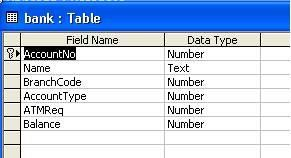 bank : Table
Field Name Data Type
AccountNo Number
Name Text
BranchCode Number
AccountType Number
ATMReq Number
Balance Number